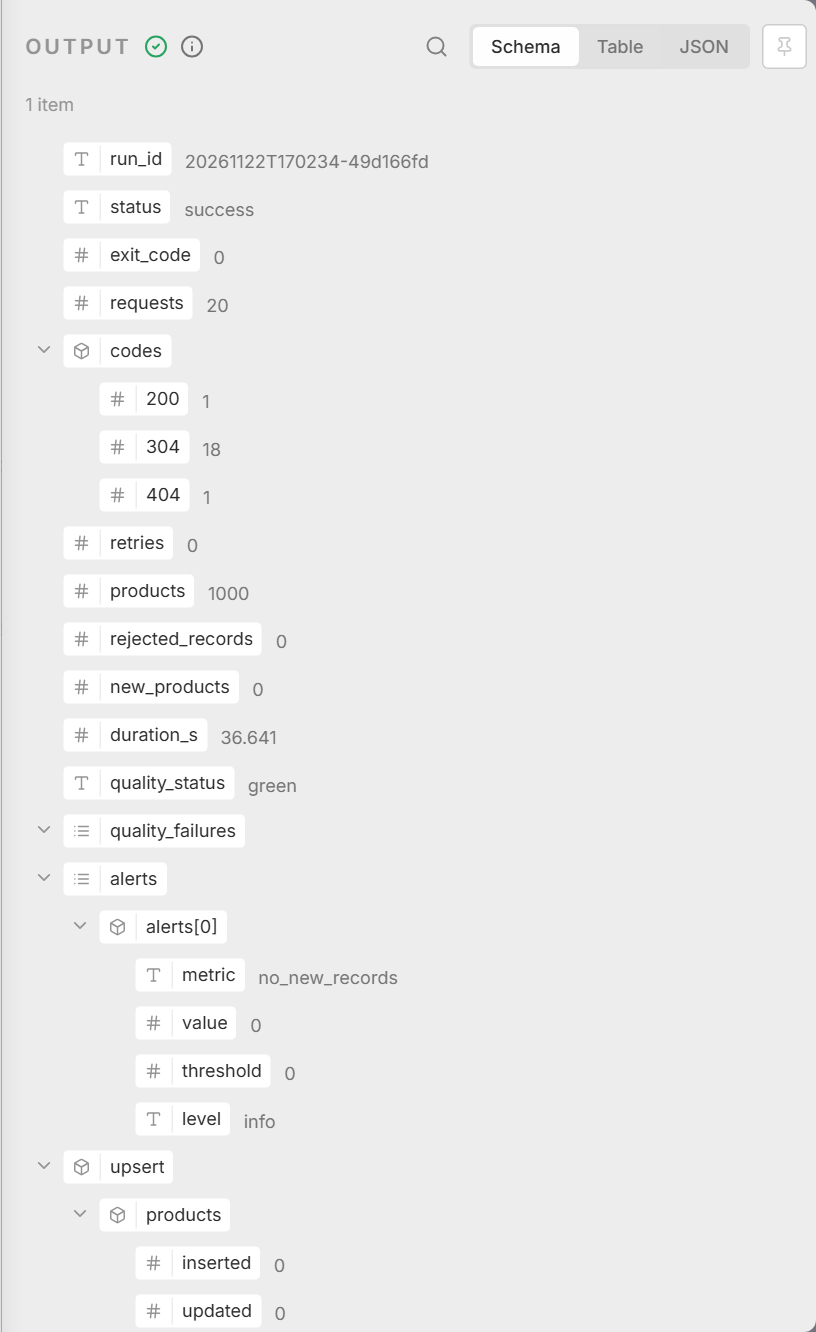 OUTPUT Schema Table JSON
1 item
T run_id 20261122T170234-49d166fd
T status success
# exit_code 0
# requests 20
codes
# 200 1
# 304 18
# 404 1
# retries 0
# products 1000
# rejected_records 0
# new_products 0
# duration_s 36.641
T quality_status green
quality_failures
alerts
alerts[0]
T metric no_new_records
# value 0
# threshold 0
T level info
upsert
products
# inserted 0
# updated 0